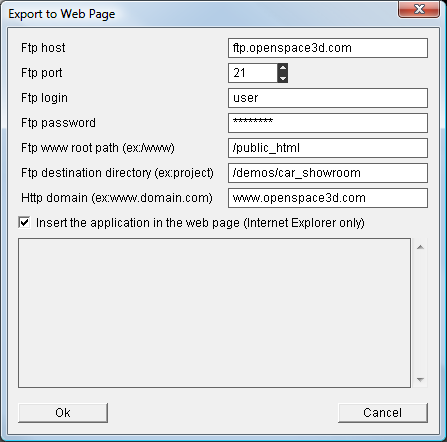 Export to Web Page
Ftp host ftp.openspace3d.com
Ftp port 21
Ftp login user
Ftp password ********
Ftp www root path (ex:/www) /public_html
Ftp destination directory (ex:project) /demos/car_showroom
Http domain (ex:www.domain.com) www.openspace3d.com
Insert the application in the web page (Internet Explorer only)
Ok Cancel